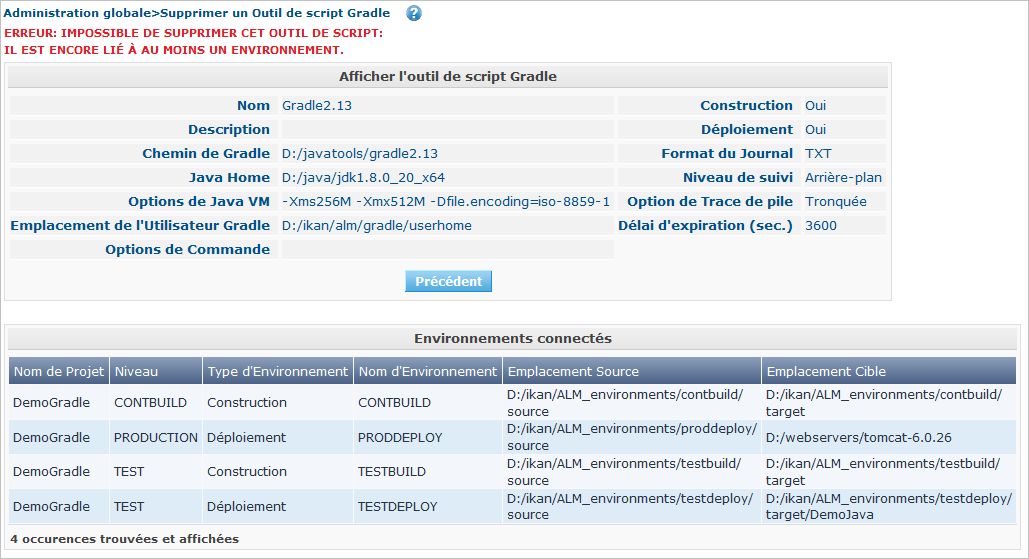 Administration globale>Supprimer un Outil de script Gradle ?
ERREUR: IMPOSSIBLE DE SUPPRIMER CET OUTIL DE SCRIPT:
IL EST ENCORE LIÉ À AU MOINS UN ENVIRONNEMENT.
Afficher l'outil de script Gradle
Nom Gradle2.13 Construction Oui
Description Déploiement Oui
Chemin de Gradle D:/javatools/gradle2.13 Format du Journal TXT
Java Home D:/java/jdk1.8.0_20_x64 Niveau de suivi Arrière-plan
Options de Java VM -Xms256M -Xmx512M -Dfile.encoding=iso-8859-1 Option de Trace de pile Tronquée
Emplacement de l'Utilisateur Gradle D:/ikan/alm/gradle/userhome Délai d'expiration (sec.) 3600
Options de Commande
Précédent
Environnements connectés
Nom de Projet Niveau Type d'Environnement Nom d'Environnement Emplacement Source Emplacement Cible
DemoGradle CONTBUILD Construction CONTBUILD D:/ikan/ALM_environments/contbuild/source D:/ikan/ALM_environments/contbuild/target
DemoGradle PRODUCTION Déploiement PRODDEPLOY D:/ikan/ALM_environments/proddeploy/source D:/webservers/tomcat-6.0.26
DemoGradle TEST Construction TESTBUILD D:/ikan/ALM_environments/testbuild/source D:/ikan/ALM_environments/testbuild/target
DemoGradle TEST Déploiement TESTDEPLOY D:/ikan/ALM_environments/testdeploy/source D:/ikan/ALM_environments/testdeploy/target/DemoJava
4 occurences trouvées et affichées